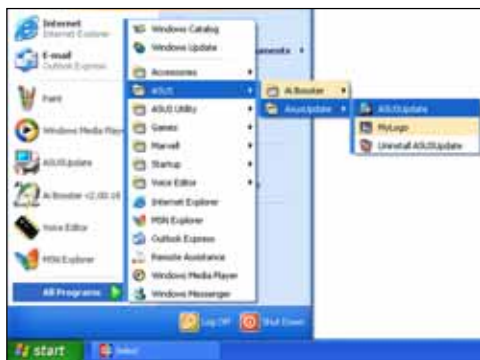 Internet
Internet Explorer
E-mail
Outlook Express
Paint
Windows Media Player
ASUSUpdate
Ai Booster
Voice Editor
MSN Explorer
All Programs
Windows Catalog
Windows Update
Accessories
ASUS
ASUS Utility
Games
Marvell
Startup
Voice Editor
Internet Explorer
MSN Explorer
Outlook Express
Remote Assistance
Windows Media Player
Windows Messenger
Ai Booster
AsusUpdate
ASUSUpdate
MyLogo
Uninstall ASUSUpdate
Log Off
Shut Down
start